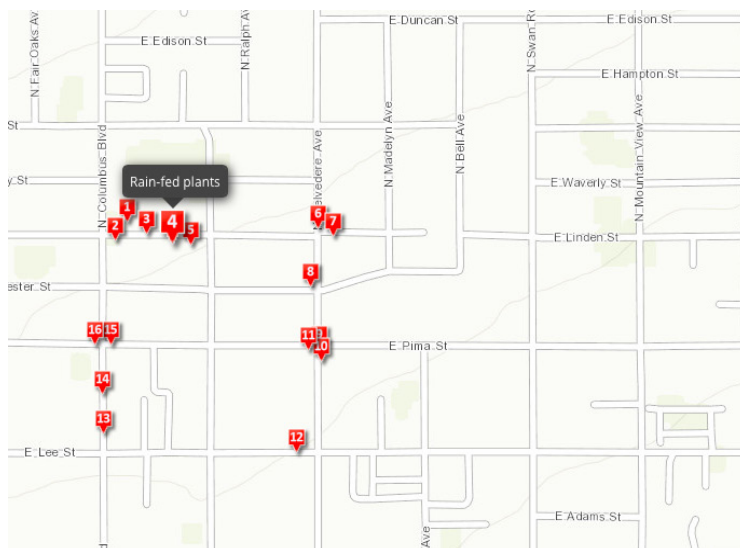 E Duncan St
E Edison St
E Edison St
N Fair Oaks Av
N Ralph Av
N Swan Ro
E Hampton St
N Mountain View Ave
St
N Columbus Blvd
N Belvedere Ave
N Madelyn Ave
N Bell Ave
y St
Rain-fed plants
E Waverly St
1
2
3
4
5
6
7
E Linden St
8
ester St
16
15
11
9
10
E Pima St
14
13
12
E Lee St
E Adams St
Ave
d